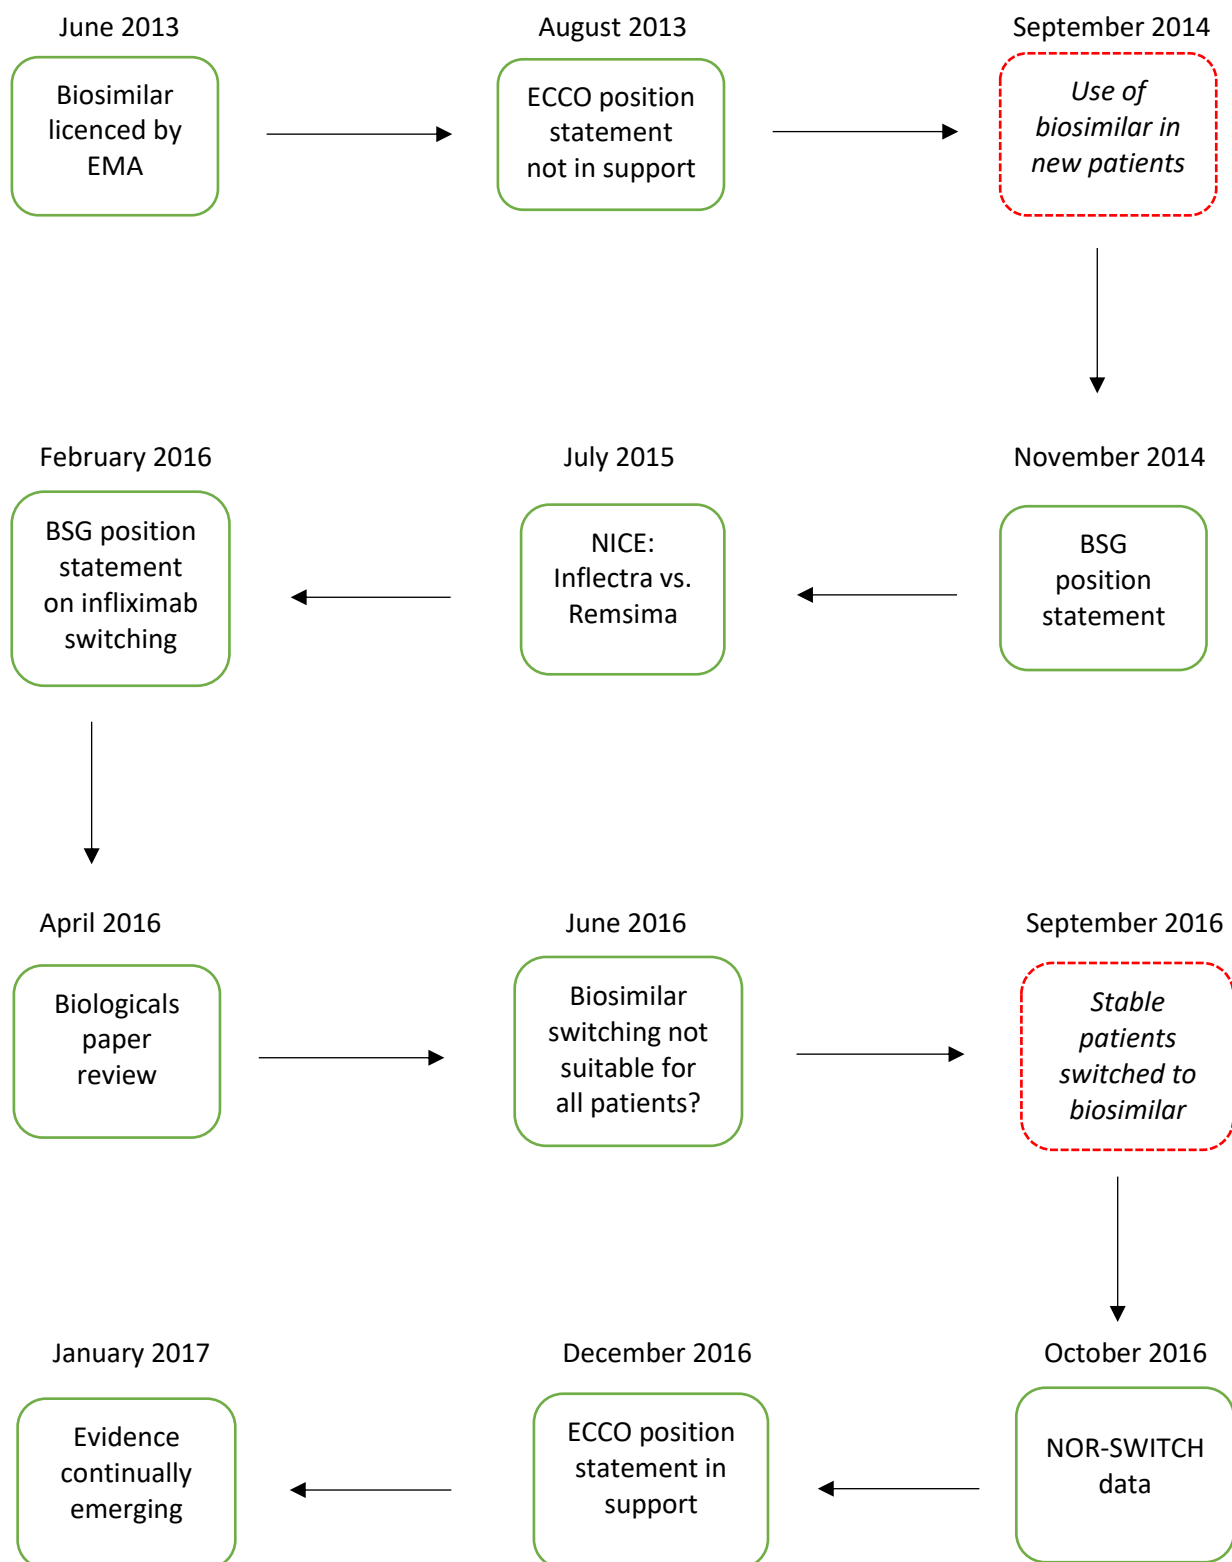 June 2013
Biosimilar
licenced by
EMA
August 2013
ECCO position
statement
not in support
September 2014
Use of
biosimilar in
new patients
November 2014
BSG
position
statement
July 2015
NICE:
Inflectra vs.
Remsima
February 2016
BSG position
statement
on infliximab
switching
April 2016
Biologicals
paper
review
June 2016
Biosimilar
switching not
suitable for
all patients?
September 2016
Stable
patients
switched to
biosimilar
October 2016
NOR-SWITCH
data
December 2016
ECCO position
statement in
support
January 2017
Evidence
continually
emerging